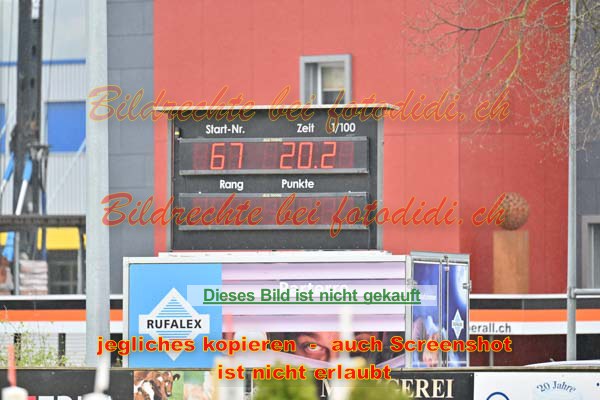 Bildrechte bei fotodidi.ch
Start-Nr. Zeit 1/100
67 20.2
Rang Punkte
Bildrechte bei fotodidi.ch
Dieses Bild ist nicht gekauft
RUFALEX
erall.ch
jegliches kopieren - auch Screenshot
ist nicht erlaubt
MEREI
20 Jahre